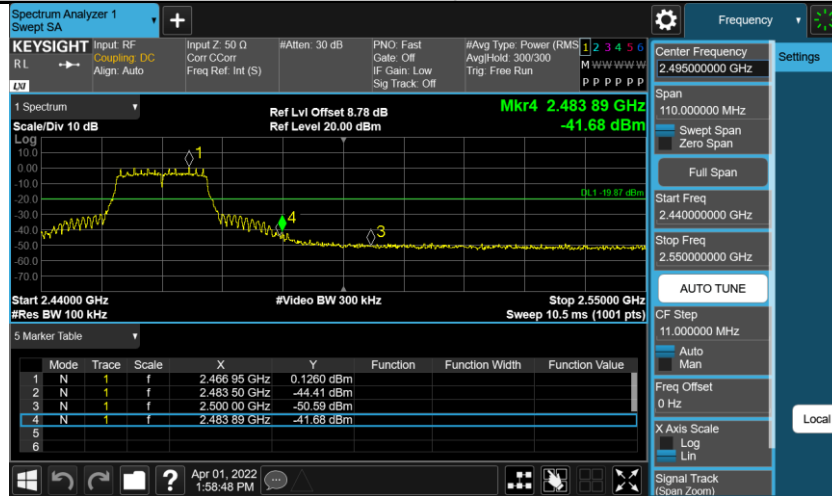 Spectrum Analyzer 1
Swept SA
+
Frequency
KEYSIGHT
RL
LXI
Input: RF
Coupling: DC
Align: Auto
Input Z: 50 Ω
Corr CCorr
Freq Ref: Int (S)
#Atten: 30 dB
PNO: Fast
Gate: Off
IF Gain: Low
Sig Track: Off
#Avg Type: Power (RMS
Avg|Hold: 300/300
Trig: Free Run
1 2 3 4 5 6
M W W W W W
P P P P P P
1 Spectrum
Scale/Div 10 dB
Log
Ref Lvl Offset 8.78 dB
Ref Level 20.00 dBm
Mkr4 2.483 89 GHz
-41.68 dBm
10.0
0.00
-10.0
-20.0
-30.0
-40.0
-50.0
-60.0
-70.0
1
4
3
DL1 -19.87 dBm
Start 2.44000 GHz
#Res BW 100 kHz
#Video BW 300 kHz
Stop 2.55000 GHz
Sweep 10.5 ms (1001 pts)
5 Marker Table
Mode Trace Scale X Y Function Function Width Function Value
1 N 1 f 2.466 95 GHz 0.1260 dBm
2 N 1 f 2.483 50 GHz -44.41 dBm
3 N 1 f 2.500 00 GHz -50.59 dBm
4 N 1 f 2.483 89 GHz -41.68 dBm
5
6
?
Apr 01, 2022
1:58:48 PM
Center Frequency
2.495000000 GHz
Settings
Span
110.000000 MHz
Swept Span
Zero Span
Full Span
Start Freq
2.440000000 GHz
Stop Freq
2.550000000 GHz
AUTO TUNE
CF Step
11.000000 MHz
Auto
Man
Freq Offset
0 Hz
Local
X Axis Scale
Log
Lin
Signal Track
(Span Zoom)